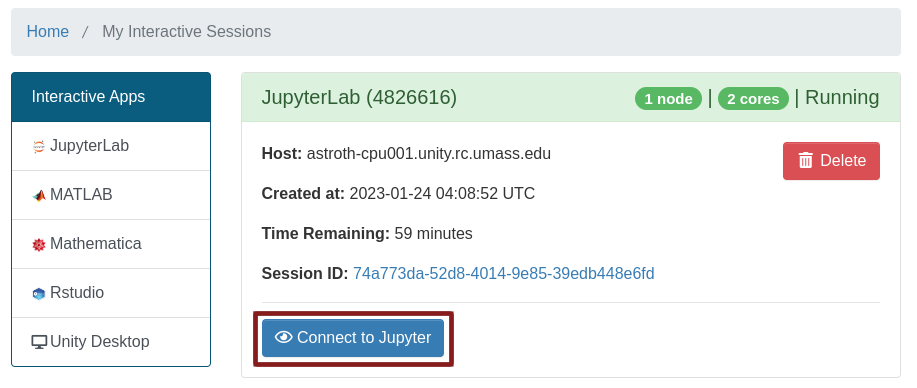 Home / My Interactive Sessions
Interactive Apps
JupyterLab
MATLAB
Mathematica
Rstudio
Unity Desktop
JupyterLab (4826616) 1 node | 2 cores | Running
Host: astroth-cpu001.unity.rc.umass.edu
Delete
Created at: 2023-01-24 04:08:52 UTC
Time Remaining: 59 minutes
Session ID: 74a773da-52d8-4014-9e85-39edb448e6fd
Connect to Jupyter